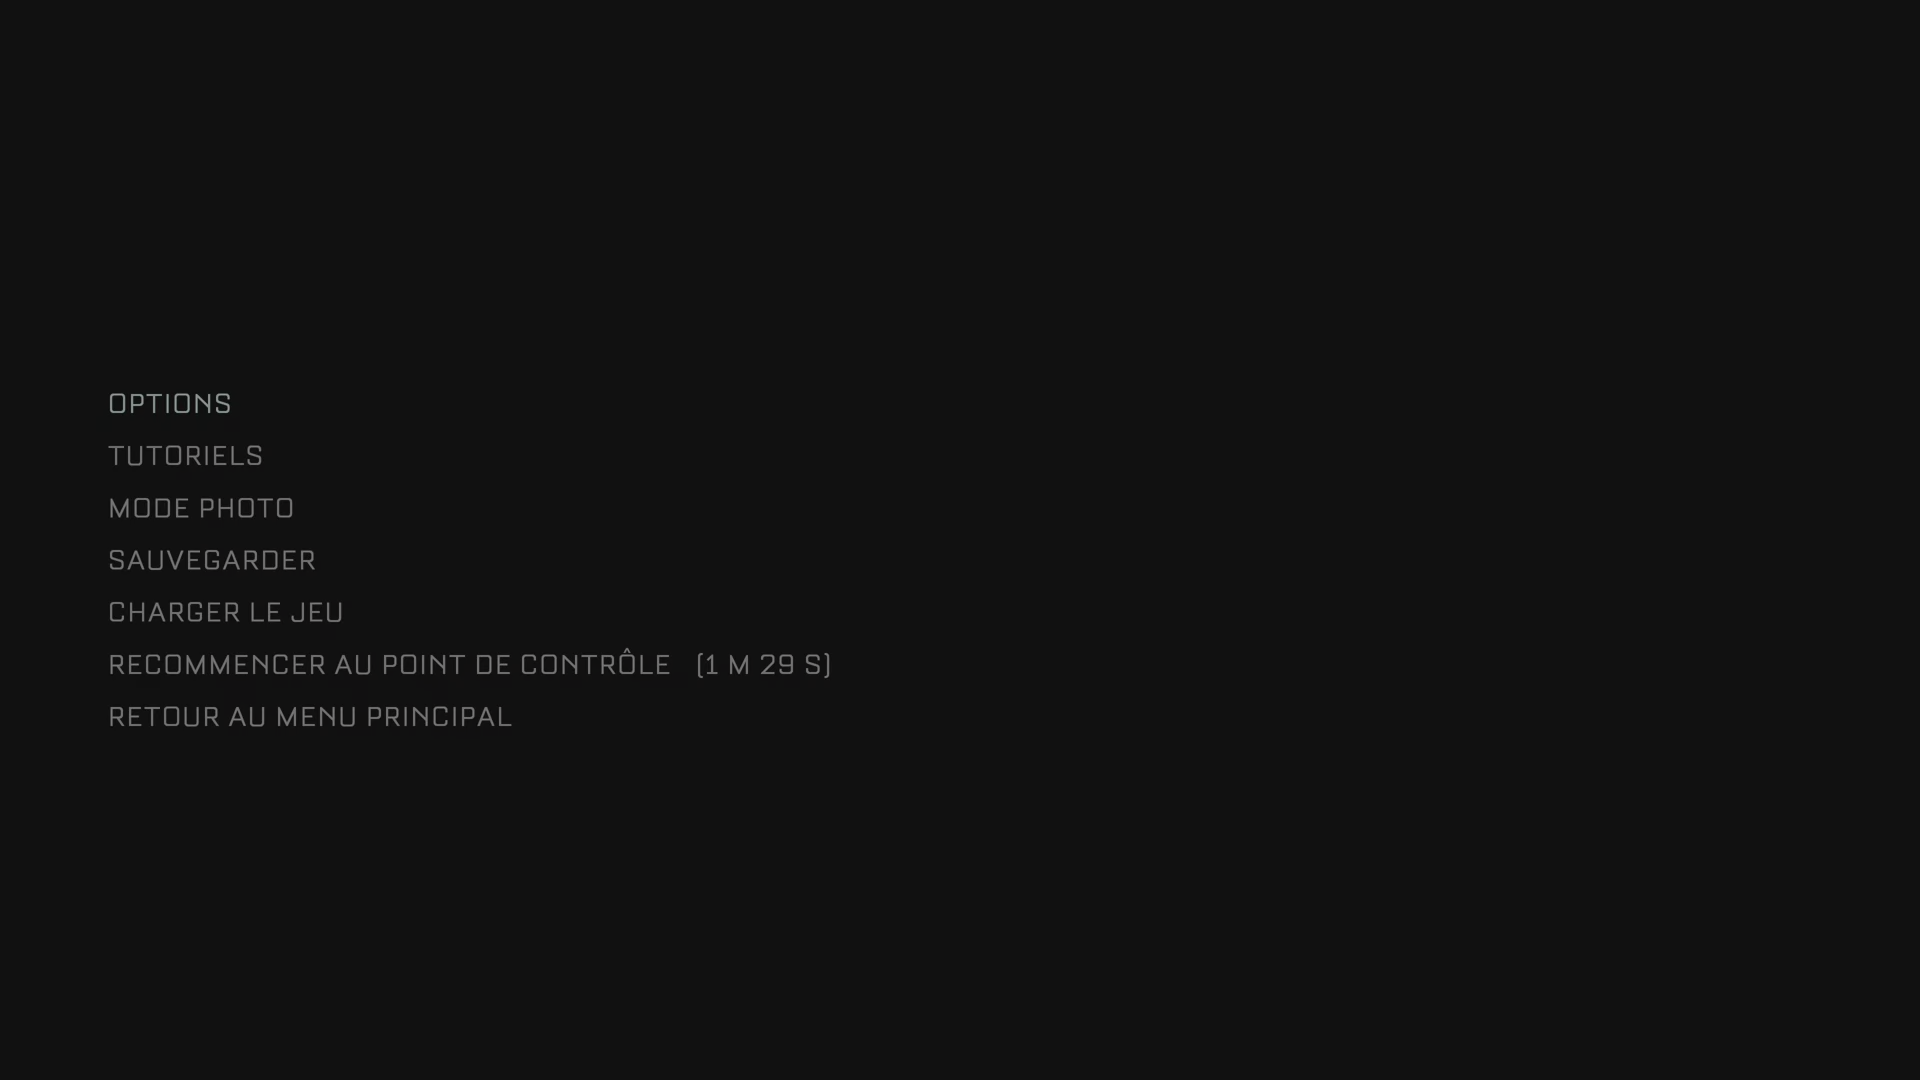 OPTIONS
TUTORIELS
MODE PHOTO
SAUVEGARDER
CHARGER LE JEU
RECOMMENCER AU POINT DE CONTRÔLE (1 M 29 S)
RETOUR AU MENU PRINCIPAL